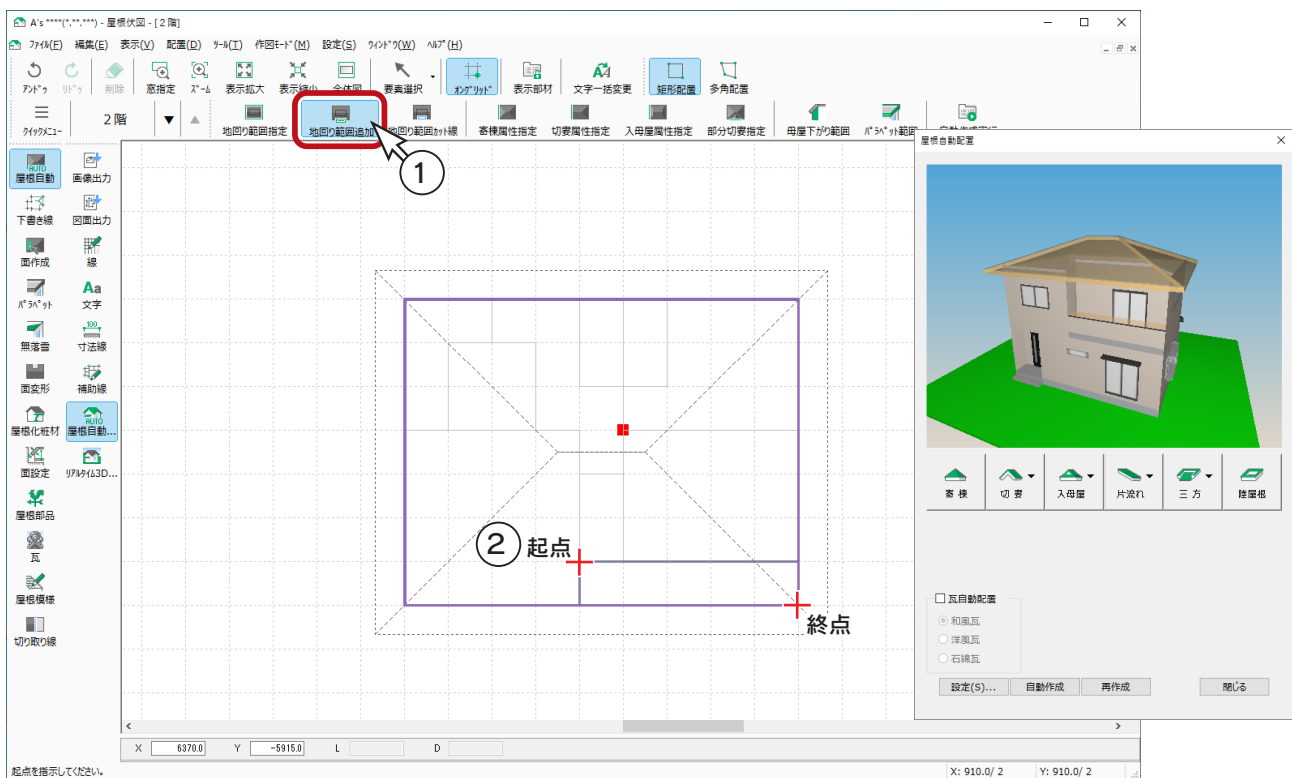 A's ****(*.**.***) - 屋根伏図 - [2 階]
ﾌｧｲﾙ(F) 編集(E) 表示(V) 配置(D) ﾂｰﾙ(T) 作図ﾓｰﾄﾞ(M) 設定(S) ｳｨﾝﾄﾞｳ(W) ﾍﾙﾌﾟ(H)
ｱﾝﾄﾞｩ ﾘﾄﾞｩ 削除 窓指定 ｽﾞｰﾑ 表示拡大 表示縮小 全体図 要素選択 ｵﾝｸﾞﾘｯﾄﾞ 表示部材 文字一括変更 矩形配置 多角配置
ｸｲｯｸﾒﾆｭｰ 2 階 ▼ ▲ 地回り範囲指定 地回り範囲追加 地回り範囲ｶｯﾄ線 寄棟属性指定 切妻属性指定 入母屋属性指定 部分切妻指定 母屋下がり範囲 ﾊﾟﾗﾍﾟｯﾄ範囲
①
AUTO
屋根自動 画像出力
下書き線 図面出力
面作成 線
Aa
ﾊﾟﾗﾍﾟｯﾄ 文字
100
無落雪 寸法線
面変形 補助線
AUTO
屋根化粧材 屋根自動...
面設定 ﾘｱﾙﾀｲﾑ3D...
屋根部品
瓦
屋根模様
切り取り線
② 起点
終点
屋根自動配置
寄 棟 切 妻 入母屋 片流れ 三 方 陸屋根
瓦自動配置
和風瓦
洋風瓦
石綿瓦
設定(S)... 自動作成 再作成 閉じる
X 6370.0 Y -5915.0 L D
起点を指示してください。 X: 910.0/ 2 Y: 910.0/ 2